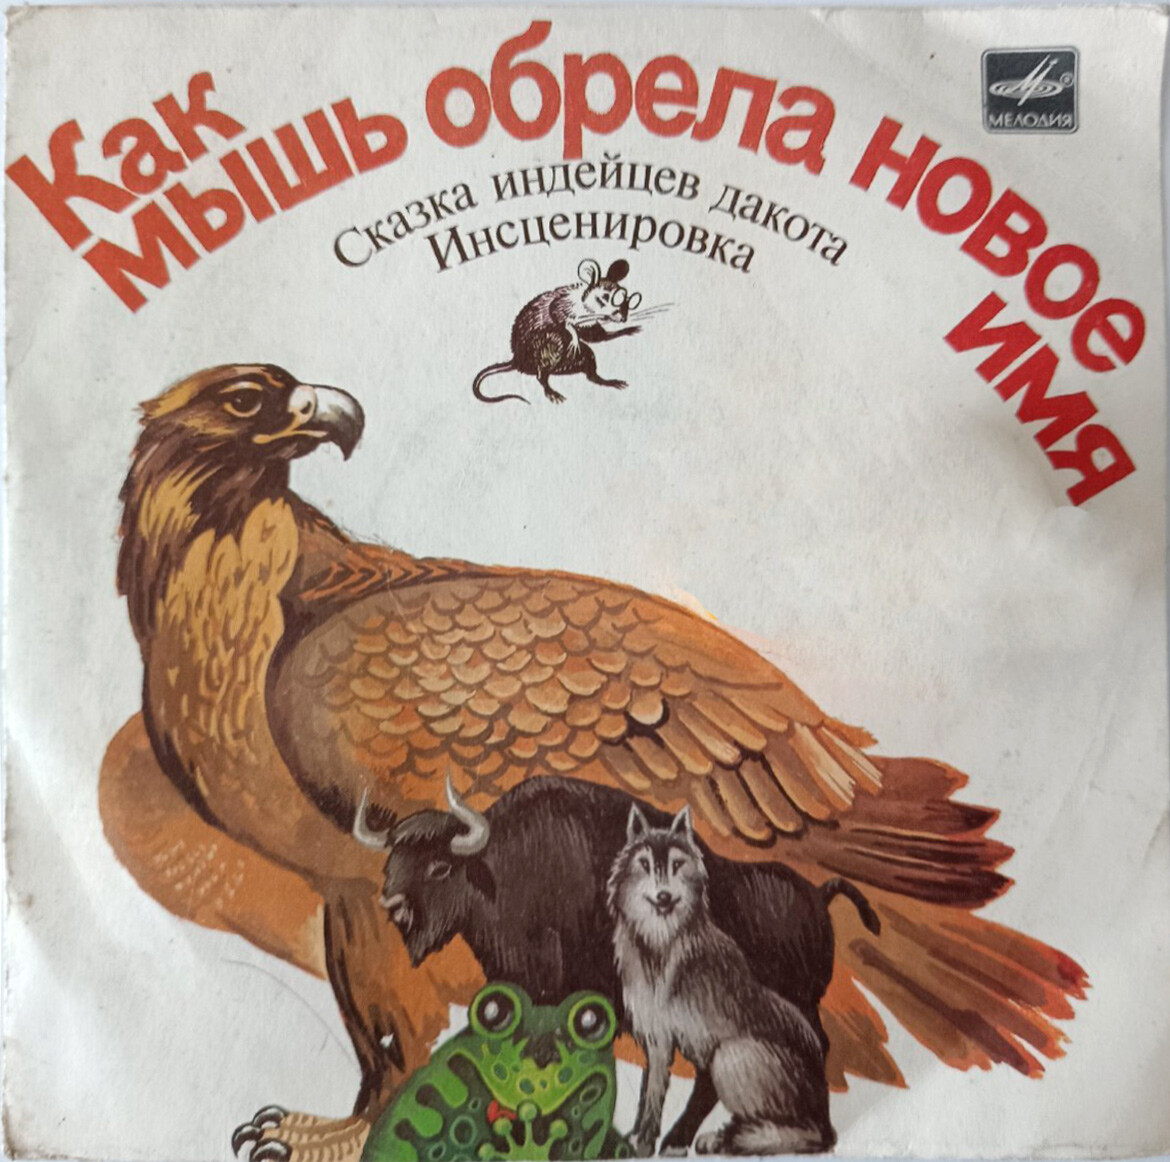 Как
мышь обрела новое
имя
Сказка индейцев дакота
Инсценировка
МЕЛОДИЯ